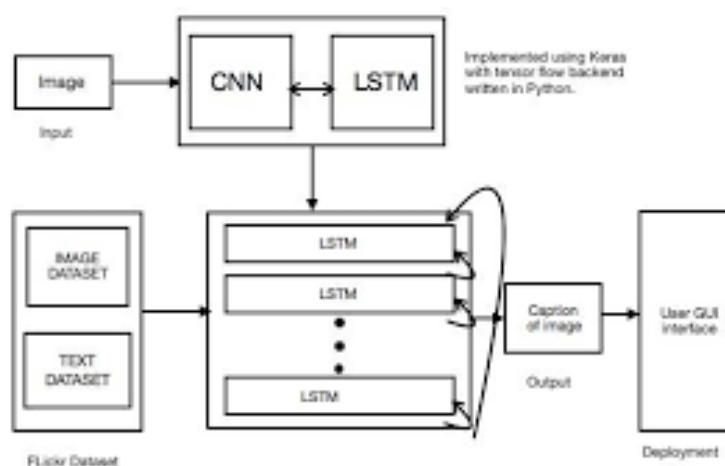 Image
Input
CNN
LSTM
Implemented using Keras
with tensor flow backend
written in Python.
IMAGE
DATASET
TEXT
DATASET
FLickr Dataset
LSTM
LSTM
LSTM
Caption
of image
Output
User GUI
interface
Deployment